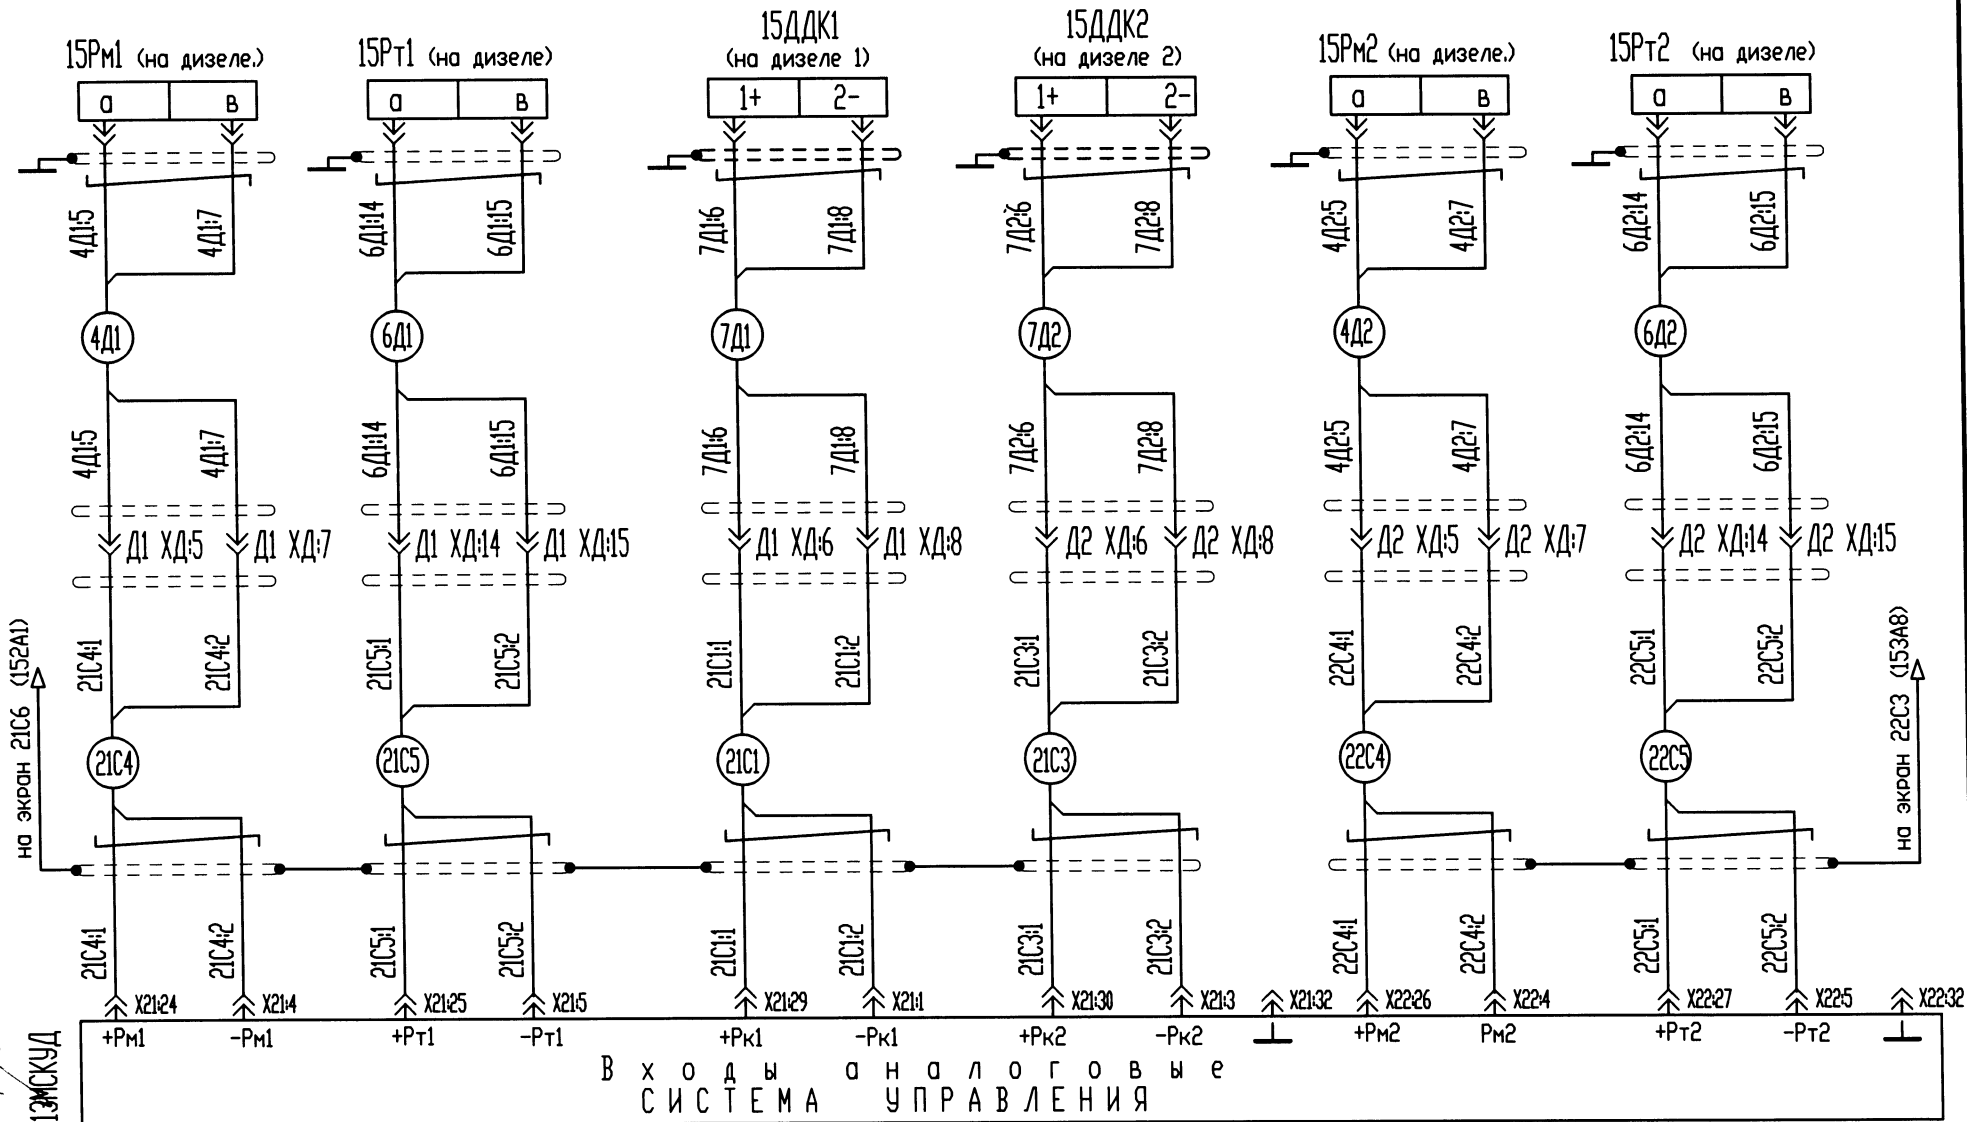 15Рм1 (на дизеле.)
15Рт1 (на дизеле)
15ДДК1
(на дизеле 1)
15ДДК2
(на дизеле 2)
15Рм2 (на дизеле.)
15Рт2 (на дизеле)
а в
а в
1+ 2-
1+ 2-
а в
а в
4Д1:5 4Д1:7 6Д1:14 6Д1:15 7Д1:6 7Д1:8 7Д2:6 7Д2:8 4Д2:5 4Д2:7 6Д2:14 6Д2:15
4Д1 6Д1 7Д1 7Д2 4Д2 6Д2
4Д1:5 4Д1:7 6Д1:14 6Д1:15 7Д1:6 7Д1:8 7Д2:6 7Д2:8 4Д2:5 4Д2:7 6Д2:14 6Д2:15
Д1 ХД:5 Д1 ХД:7 Д1 ХД:14 Д1 ХД:15 Д1 ХД:6 Д1 ХД:8 Д2 ХД:6 Д2 ХД:8 Д2 ХД:5 Д2 ХД:7 Д2 ХД:14 Д2 ХД:15
на экран 21С6 (152А1)
21С4:1 21С4:2 21С5:1 21С5:2 21С1:1 21С1:2 21С3:1 21С3:2 22С4:1 22С4:2 22С5:1 22С5:2
на экран 22С3 (153А8)
21С4 21С5 21С1 21С3 22С4 22С5
21С4:1 21С4:2 21С5:1 21С5:2 21С1:1 21С1:2 21С3:1 21С3:2 22С4:1 22С4:2 22С5:1 22С5:2
Х21:24 Х21:4 Х21:25 Х21:5 Х21:29 Х21:1 Х21:30 Х21:3 Х21:32 Х22:26 Х22:4 Х22:27 Х22:5 Х22:32
+Рм1 -Рм1 +Рт1 -Рт1 +Рк1 -Рк1 +Рк2 -Рк2 +Рм2 Рм2 +Рт2 -Рт2
Входы аналоговые
СИСТЕМА УПРАВЛЕНИЯ